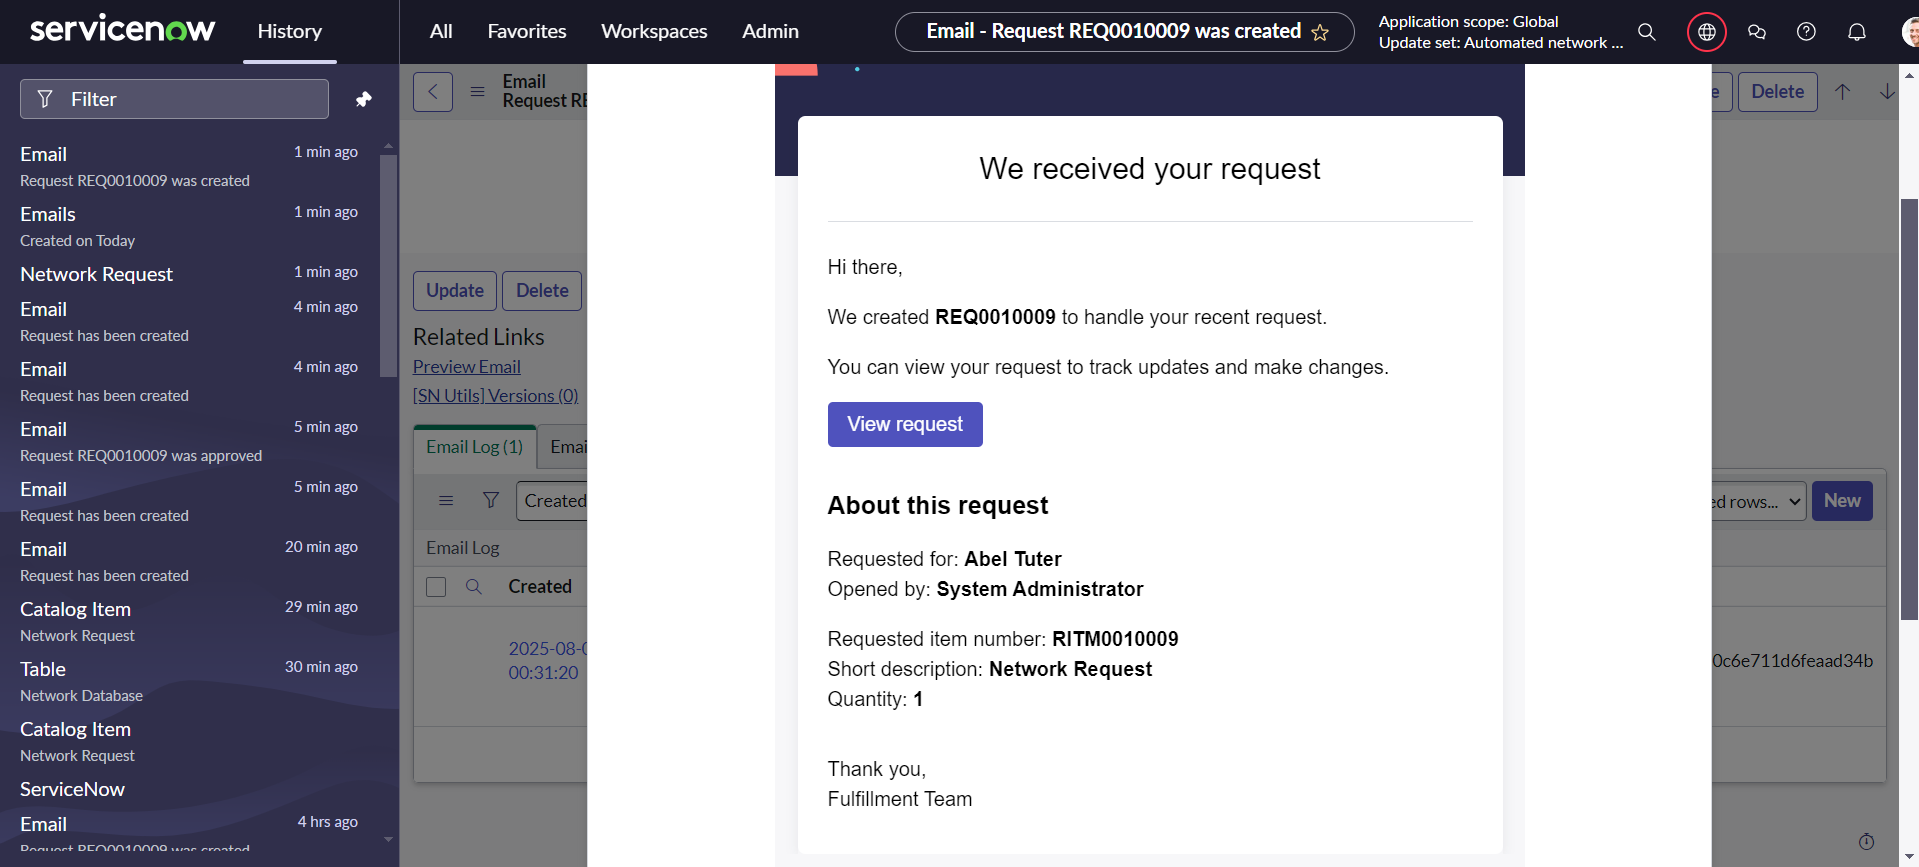 servicenow
History
All
Favorites
Workspaces
Admin
Email - Request REQ0010009 was created
Application scope: Global
Update set: Automated network ...
Filter
Email
1 min ago
Request REQ0010009 was created
Emails
1 min ago
Created on Today
Network Request
1 min ago
Email
4 min ago
Request has been created
Email
4 min ago
Request has been created
Email
5 min ago
Request REQ0010009 was approved
Email
5 min ago
Request has been created
Email
20 min ago
Request has been created
Catalog Item
29 min ago
Network Request
Table
30 min ago
Network Database
Catalog Item
Network Request
ServiceNow
Email
4 hrs ago
Request REQ0010009 was created
Email
Request RE
Delete
Update
Delete
Related Links
Preview Email
[SN Utils] Versions (0)
Email Log (1)
Emai
Created
Email Log
Created
2025-08-0
00:31:20
We received your request
Hi there,
We created REQ0010009 to handle your recent request.
You can view your request to track updates and make changes.
View request
About this request
Requested for: Abel Tuter
Opened by: System Administrator
Requested item number: RITM0010009
Short description: Network Request
Quantity: 1
Thank you,
Fulfillment Team
ed rows...
New
0c6e711d6feaad34b